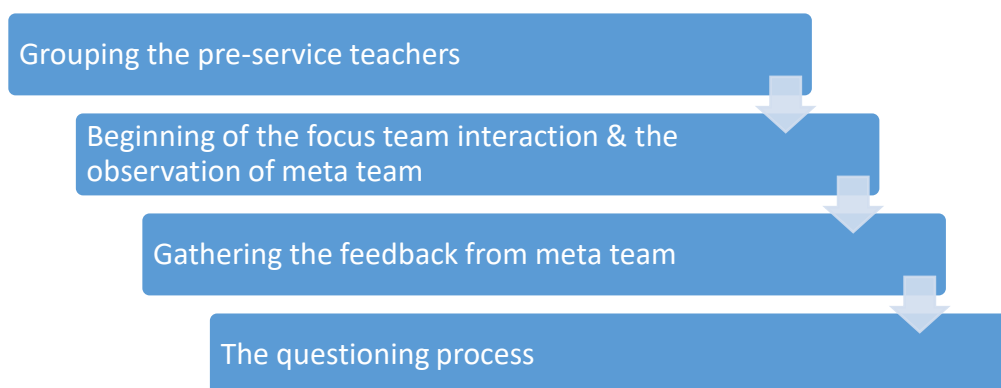 Grouping the pre-service teachers
Beginning of the focus team interaction & the
observation of meta team
Gathering the feedback from meta team
The questioning process